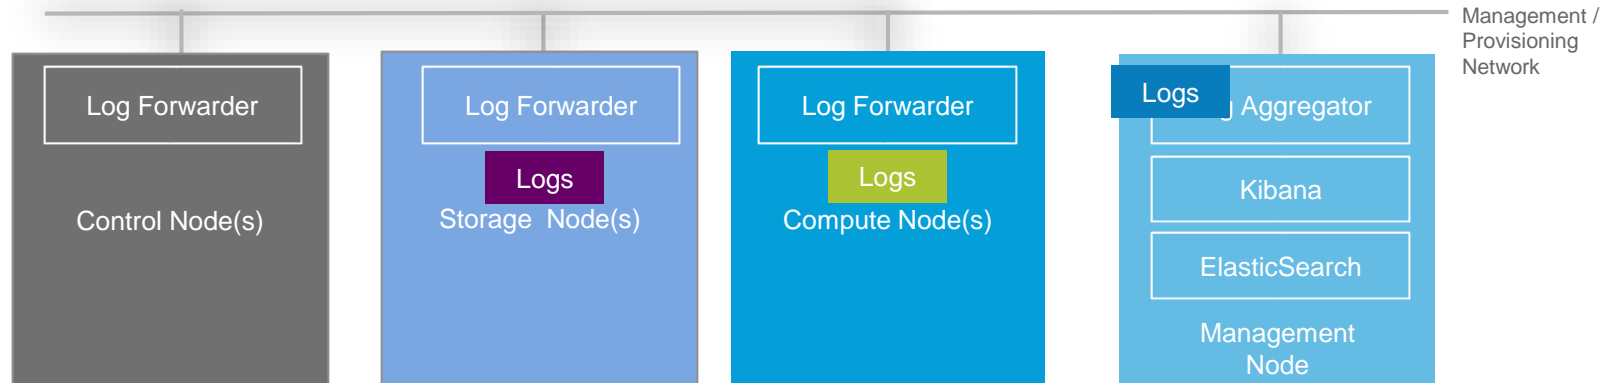 Management /
Provisioning
Network
Log Forwarder
Control Node(s)
Log Forwarder
Logs
Storage Node(s)
Log Forwarder
Logs
Compute Node(s)
Logs
Aggregator
Kibana
ElasticSearch
Management
Node